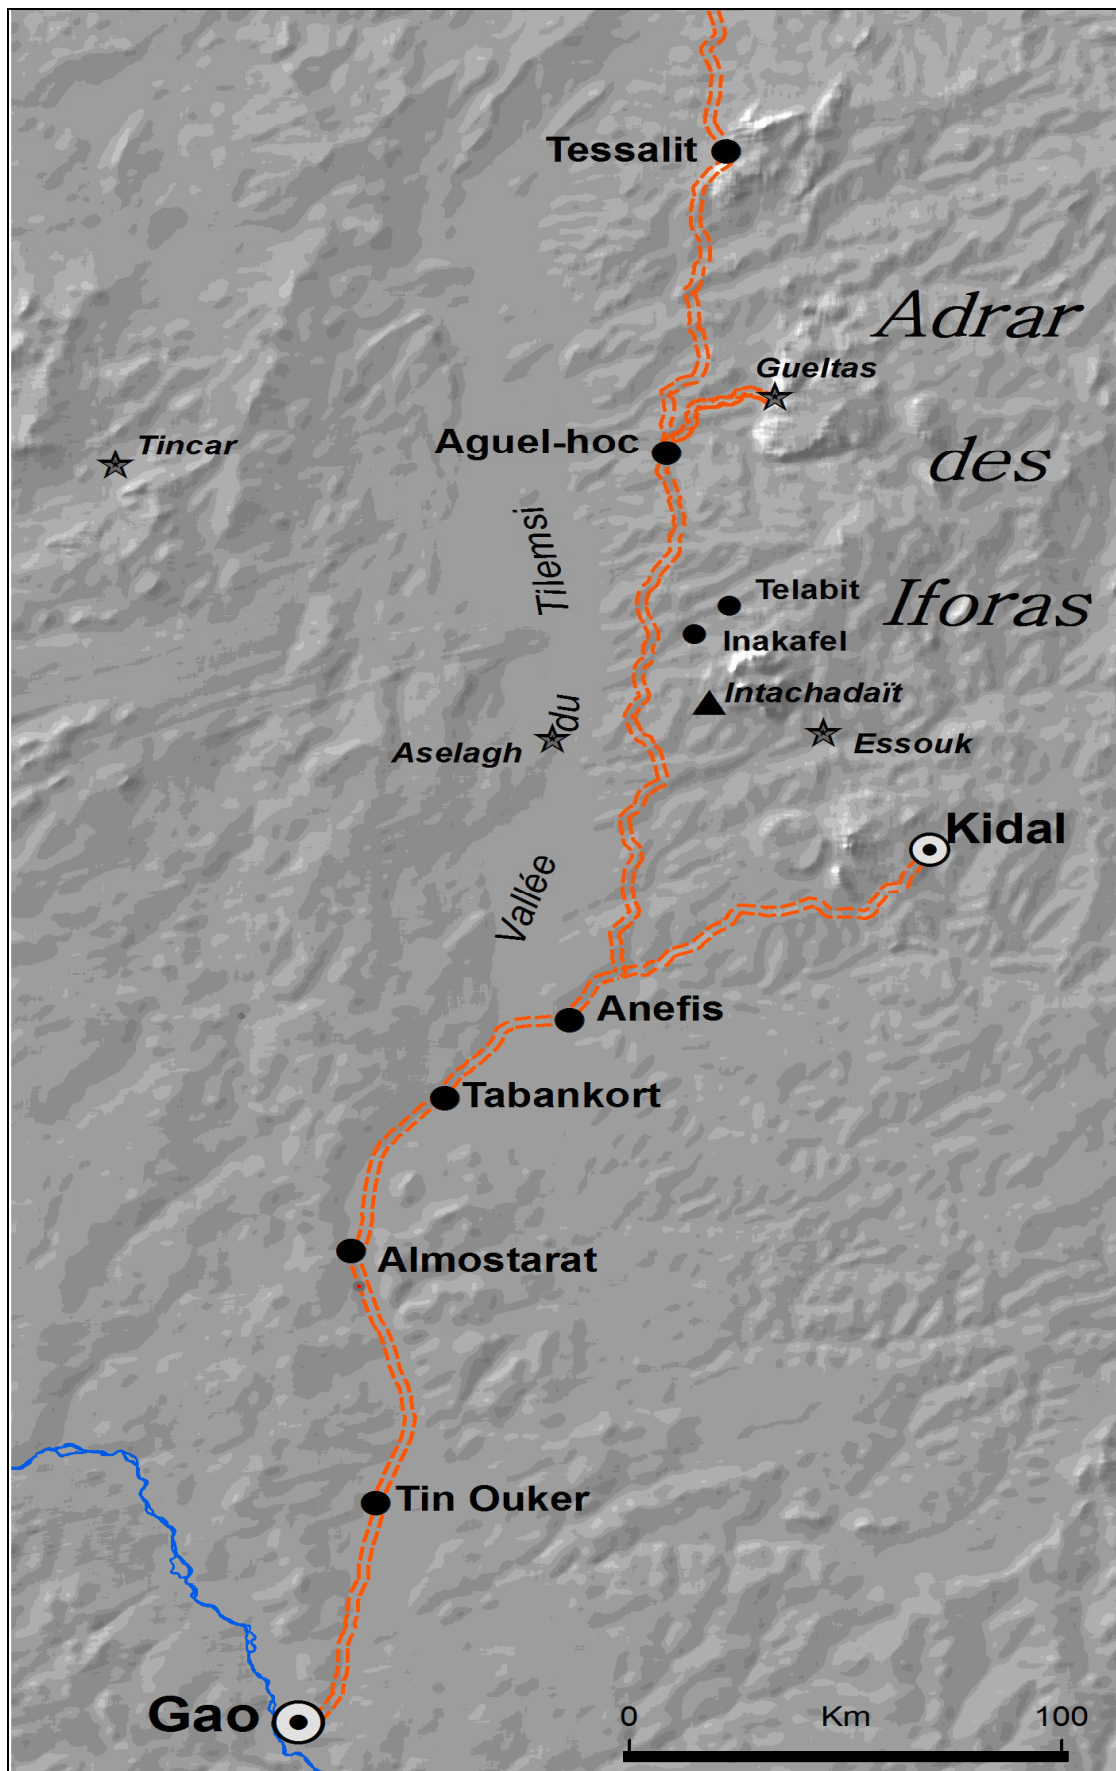 Tessalit
Adrar
Gueltas
Aguel-hoc
Tincar
des
Tilemsi
Telabit
Iforas
Inakafel
Intachadaït
du
Aselagh
Essouk
Kidal
Vallée
Anefis
Tabankort
Almostarat
Tin Ouker
Gao
0 Km 100